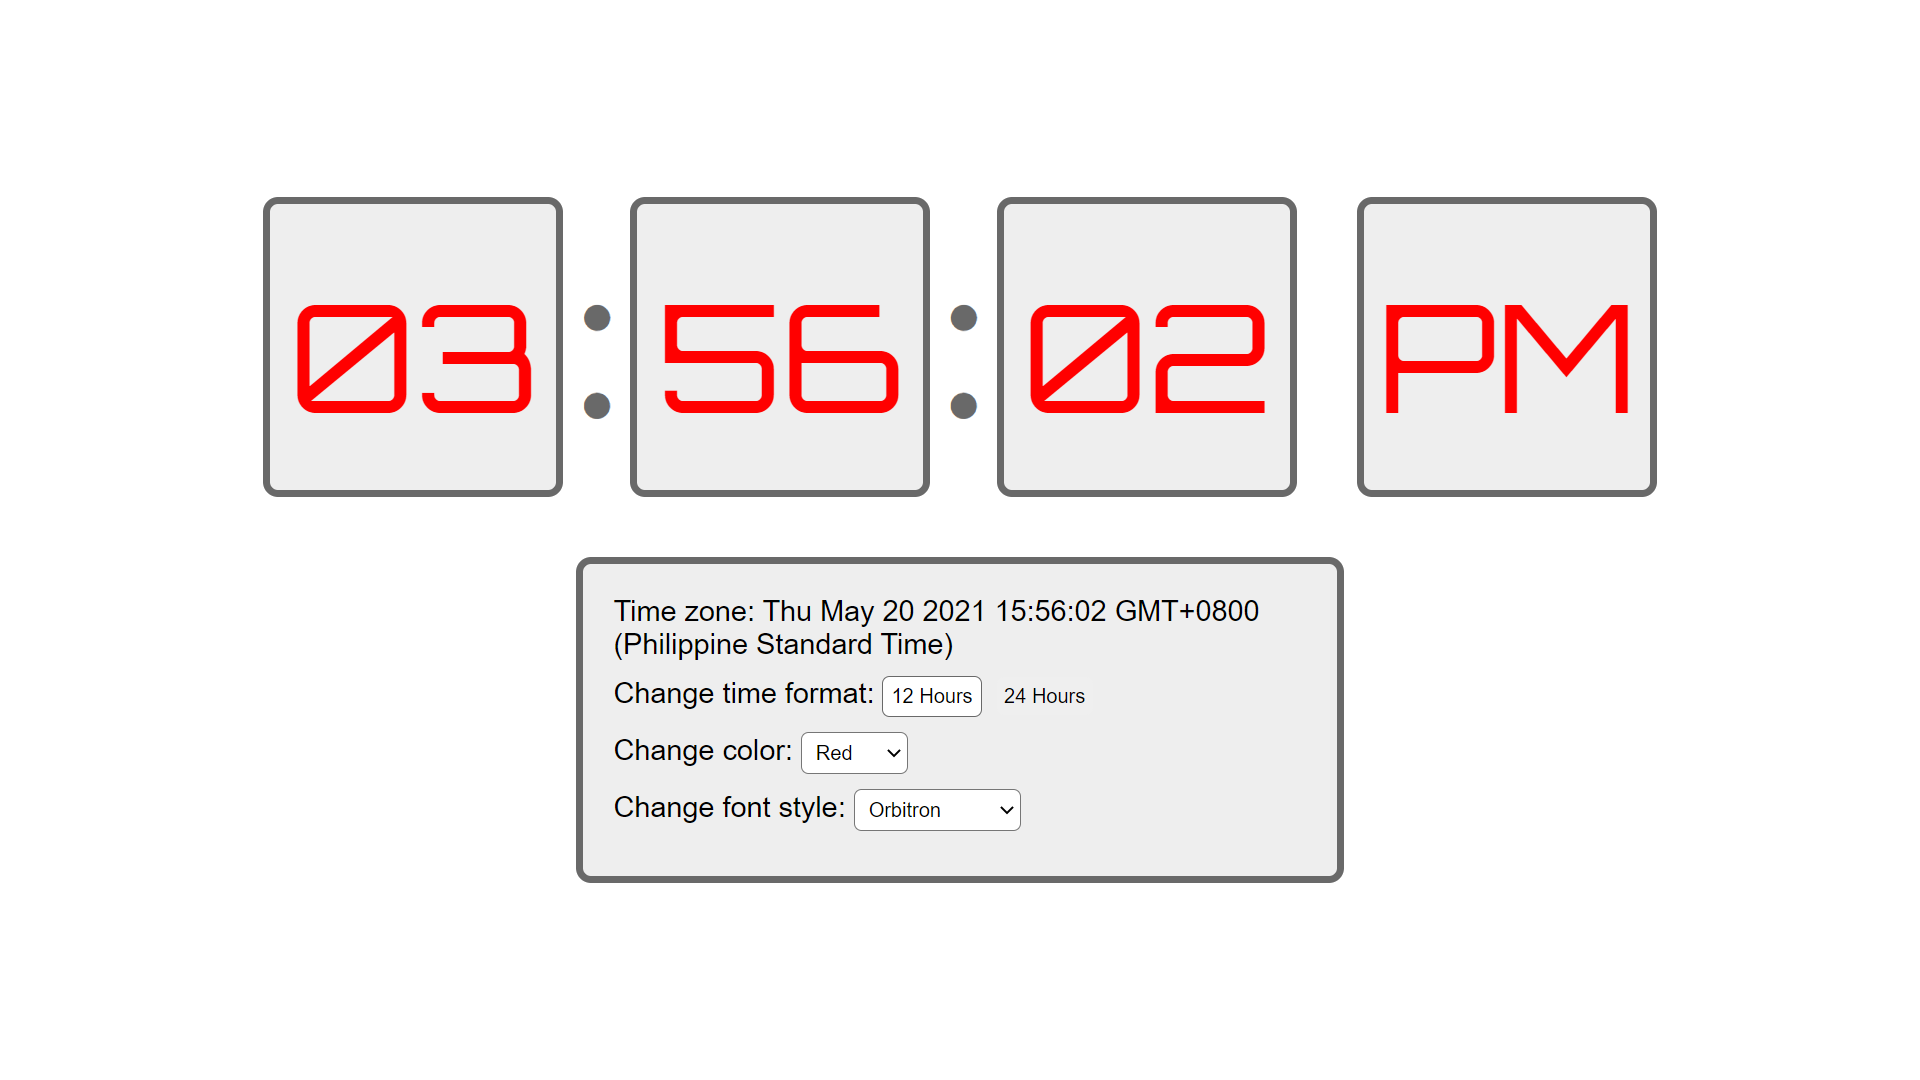 03 : 56 : 02 PM
Time zone: Thu May 20 2021 15:56:02 GMT+0800
(Philippine Standard Time)
Change time format: 12 Hours 24 Hours
Change color: Red
Change font style: Orbitron